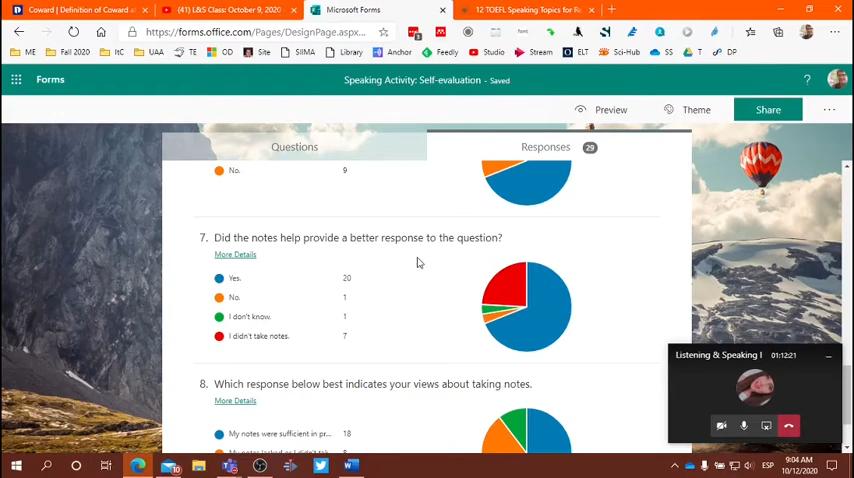 Coward | Definition of Coward at
(41) L&S Class: October 9, 2020
Microsoft Forms
12 TOEFL Speaking Topics for Re
https://forms.office.com/Pages/DesignPage.aspx...
ME
Fall 2020
ItC
UAA
TE
OD
Site
SIIMA
Library
Anchor
Feedly
Studio
Stream
ELT
Sci-Hub
SS
T
DP
Forms
Speaking Activity: Self-evaluation - Saved
?
Preview
Theme
Share
Questions
Responses 29
No. 9
7. Did the notes help provide a better response to the question?
More Details
Yes. 20
No. 1
I don't know. 1
I didn't take notes. 7
Listening & Speaking I 01:12:21
8. Which response below best indicates your views about taking notes.
More Details
My notes were sufficient in pr... 18
10
ESP
9:04 AM
10/12/2020